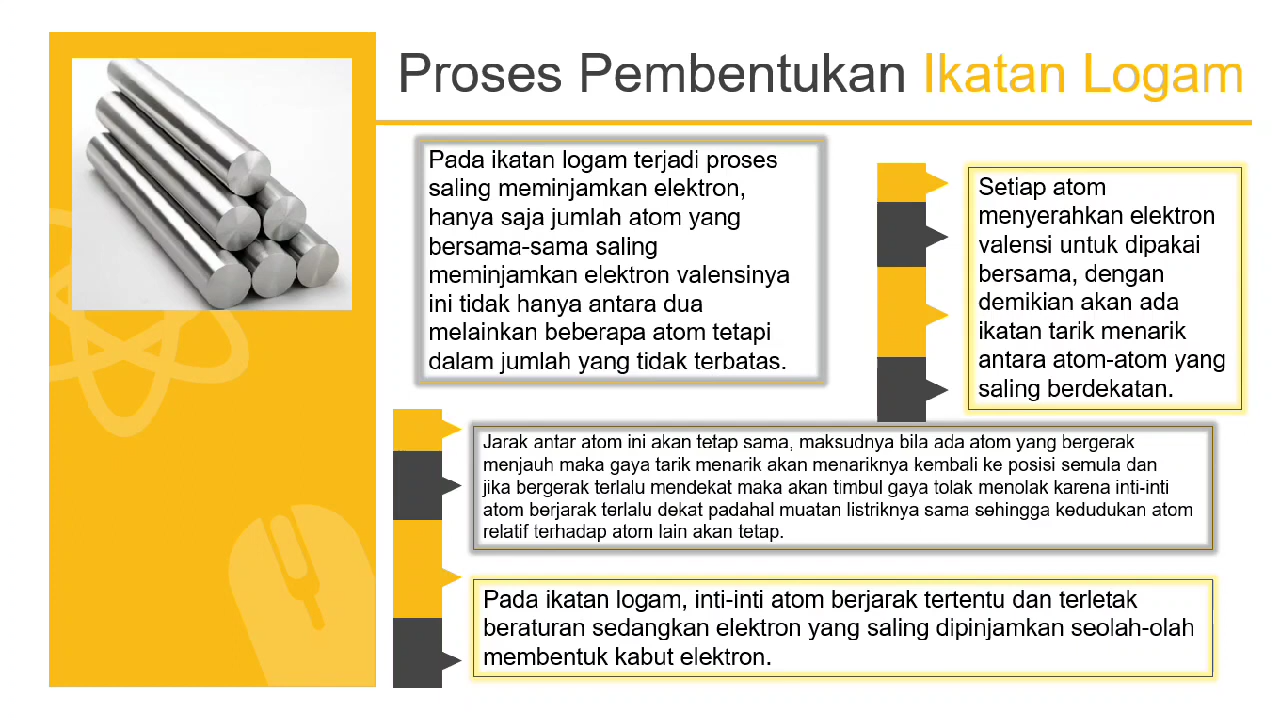 Proses Pembentukan Ikatan Logam
Pada ikatan logam terjadi proses
saling meminjamkan elektron,
hanya saja jumlah atom yang
bersama-sama saling
meminjamkan elektron valensinya
ini tidak hanya antara dua
melainkan beberapa atom tetapi
dalam jumlah yang tidak terbatas.
Setiap atom
menyerahkan elektron
valensi untuk dipakai
bersama, dengan
demikian akan ada
ikatan tarik menarik
antara atom-atom yang
saling berdekatan.
Jarak antar atom ini akan tetap sama, maksudnya bila ada atom yang bergerak
menjauh maka gaya tarik menarik akan menariknya kembali ke posisi semula dan
jika bergerak terlalu mendekat maka akan timbul gaya tolak menolak karena inti-inti
atom berjarak terlalu dekat padahal muatan listriknya sama sehingga kedudukan atom
relatif terhadap atom lain akan tetap.
Pada ikatan logam, inti-inti atom berjarak tertentu dan terletak
beraturan sedangkan elektron yang saling dipinjamkan seolah-olah
membentuk kabut elektron.